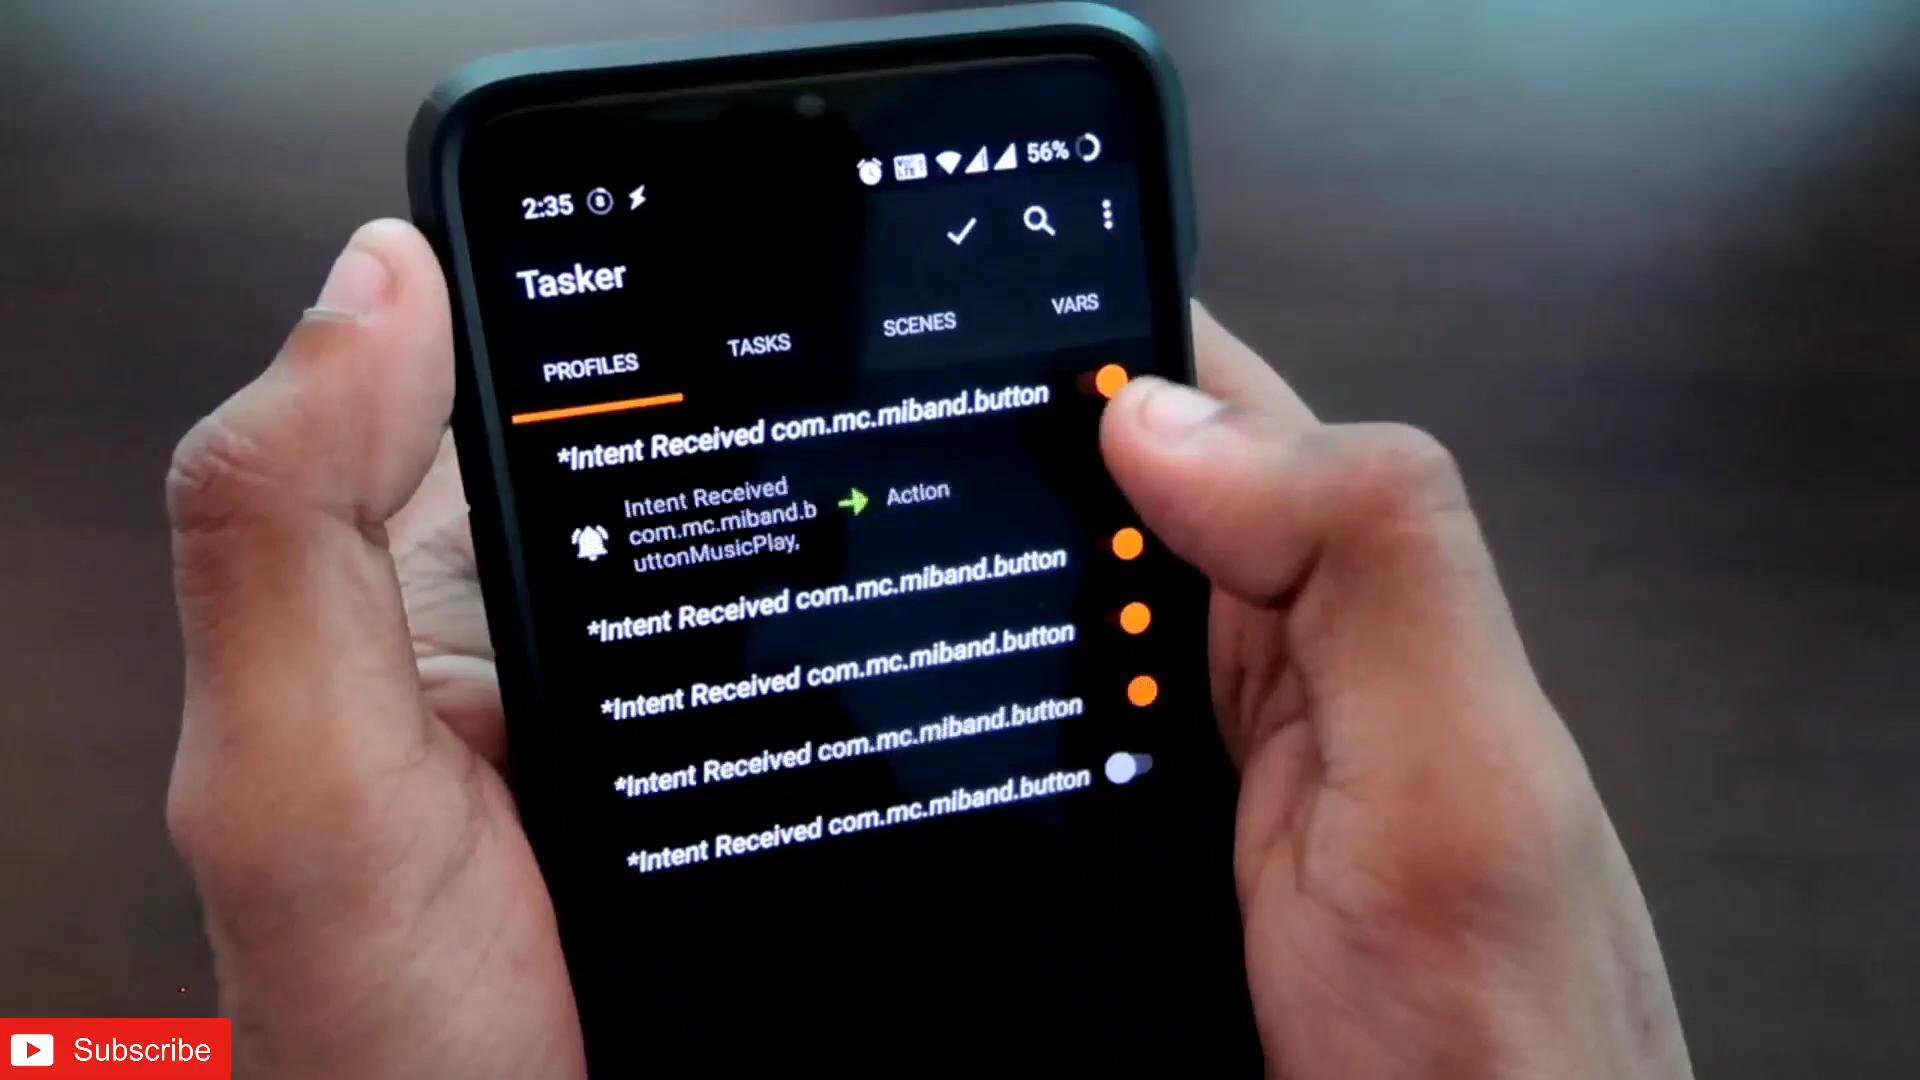 2:35
56%
Tasker
PROFILES
TASKS
SCENES
VARS
*Intent Received com.mc.miband.button
Intent Received
com.mc.miband.b
uttonMusicPlay,
Action
*Intent Received com.mc.miband.button
*Intent Received com.mc.miband.button
*Intent Received com.mc.miband.button
*Intent Received com.mc.miband.button
Subscribe